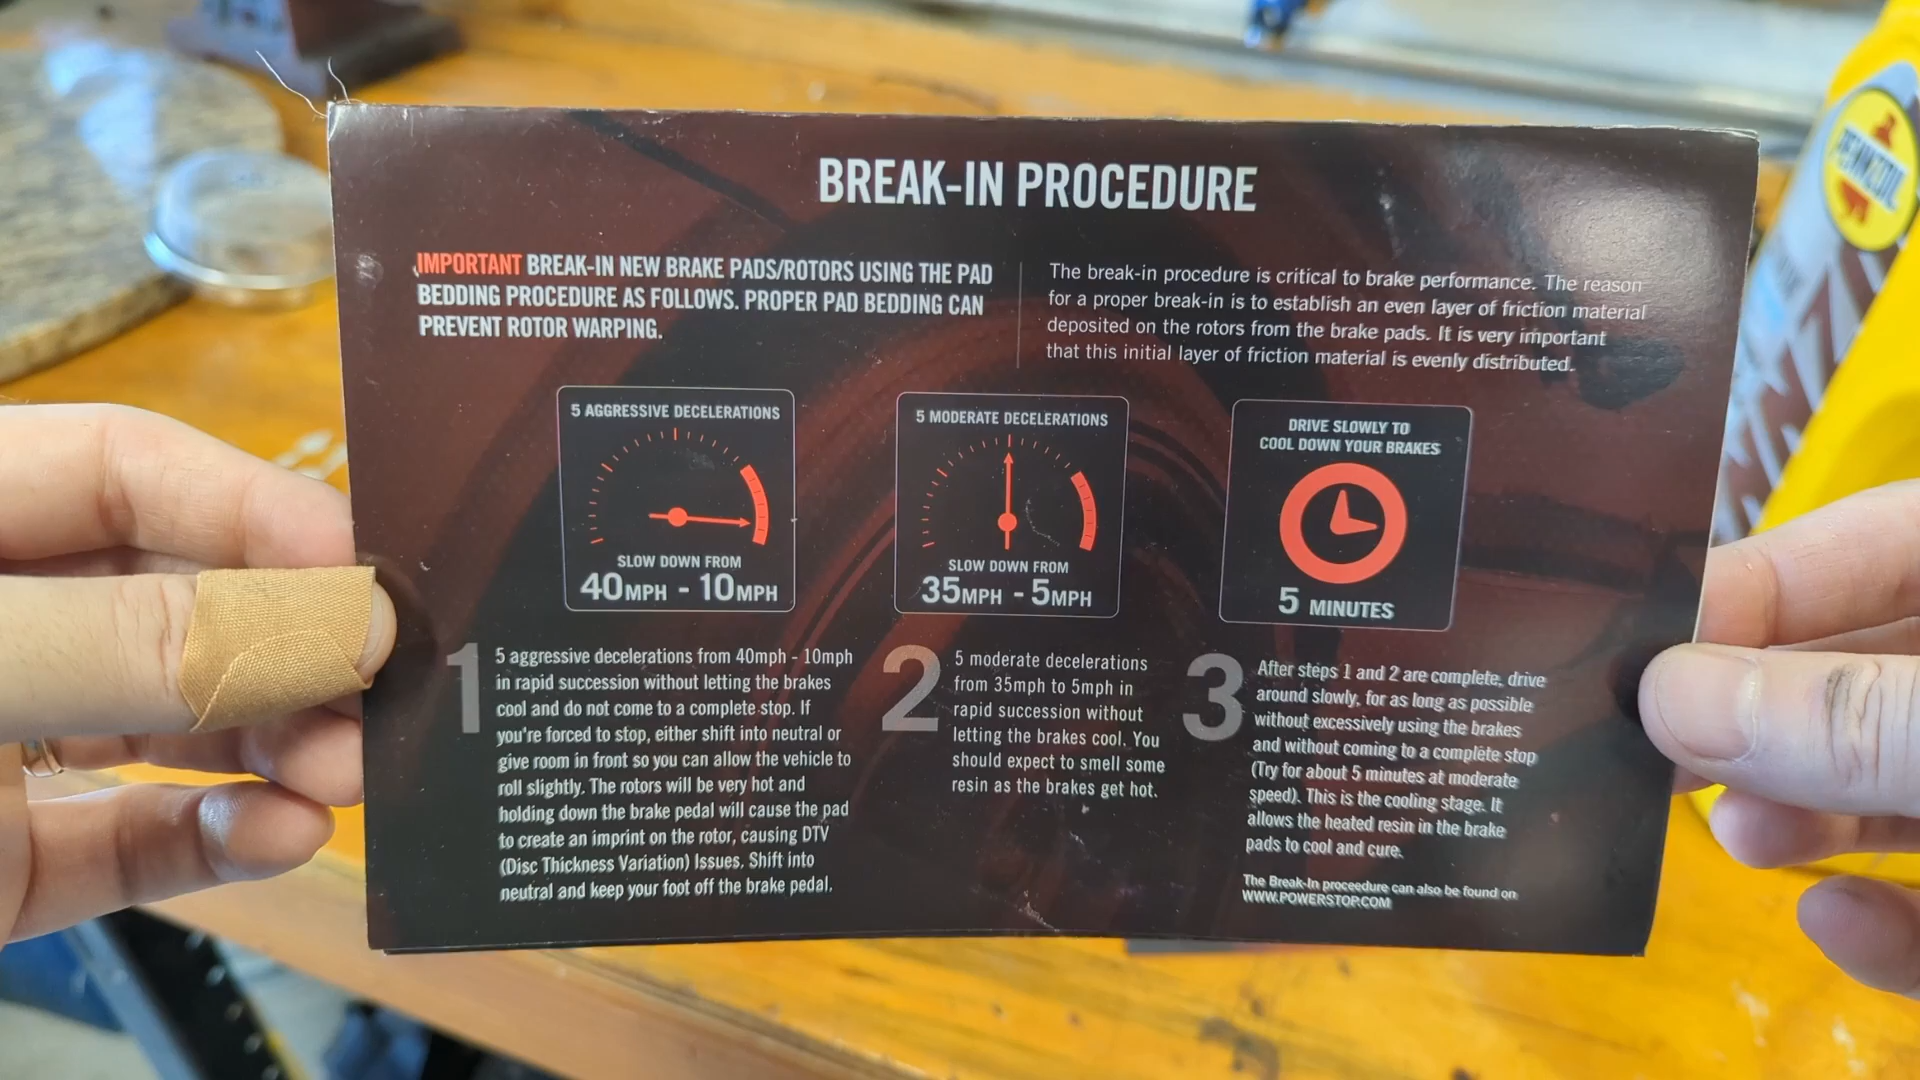 BREAK-IN PROCEDURE
IMPORTANT BREAK-IN NEW BRAKE PADS/ROTORS USING THE PAD
BEDDING PROCEDURE AS FOLLOWS. PROPER PAD BEDDING CAN
PREVENT ROTOR WARPING.
The break-in procedure is critical to brake performance. The reason
for a proper break-in is to establish an even layer of friction material
deposited on the rotors from the brake pads. It is very important
that this initial layer of friction material is evenly distributed.
5 AGGRESSIVE DECELERATIONS
SLOW DOWN FROM
40MPH - 10MPH
5 MODERATE DECELERATIONS
SLOW DOWN FROM
35MPH - 5MPH
DRIVE SLOWLY TO
COOL DOWN YOUR BRAKES
5 MINUTES
1
5 aggressive decelerations from 40mph - 10mph
in rapid succession without letting the brakes
cool and do not come to a complete stop. If
you're forced to stop, either shift into neutral or
give room in front so you can allow the vehicle to
roll slightly. The rotors will be very hot and
holding down the brake pedal will cause the pad
to create an imprint on the rotor, causing DTV
(Disc Thickness Variation) Issues. Shift into
neutral and keep your foot off the brake pedal.
2
5 moderate decelerations
from 35mph to 5mph in
rapid succession without
letting the brakes cool. You
should expect to smell some
resin as the brakes get hot.
3
After steps 1 and 2 are complete, drive
around slowly, for as long as possible
without excessively using the brakes
and without coming to a complete stop
(Try for about 5 minutes at moderate
speed). This is the cooling stage. It
allows the heated resin in the brake
pads to cool and cure.
The Break-In proceedure can also be found on
WWW.POWERSTOP.COM
PENNZOIL